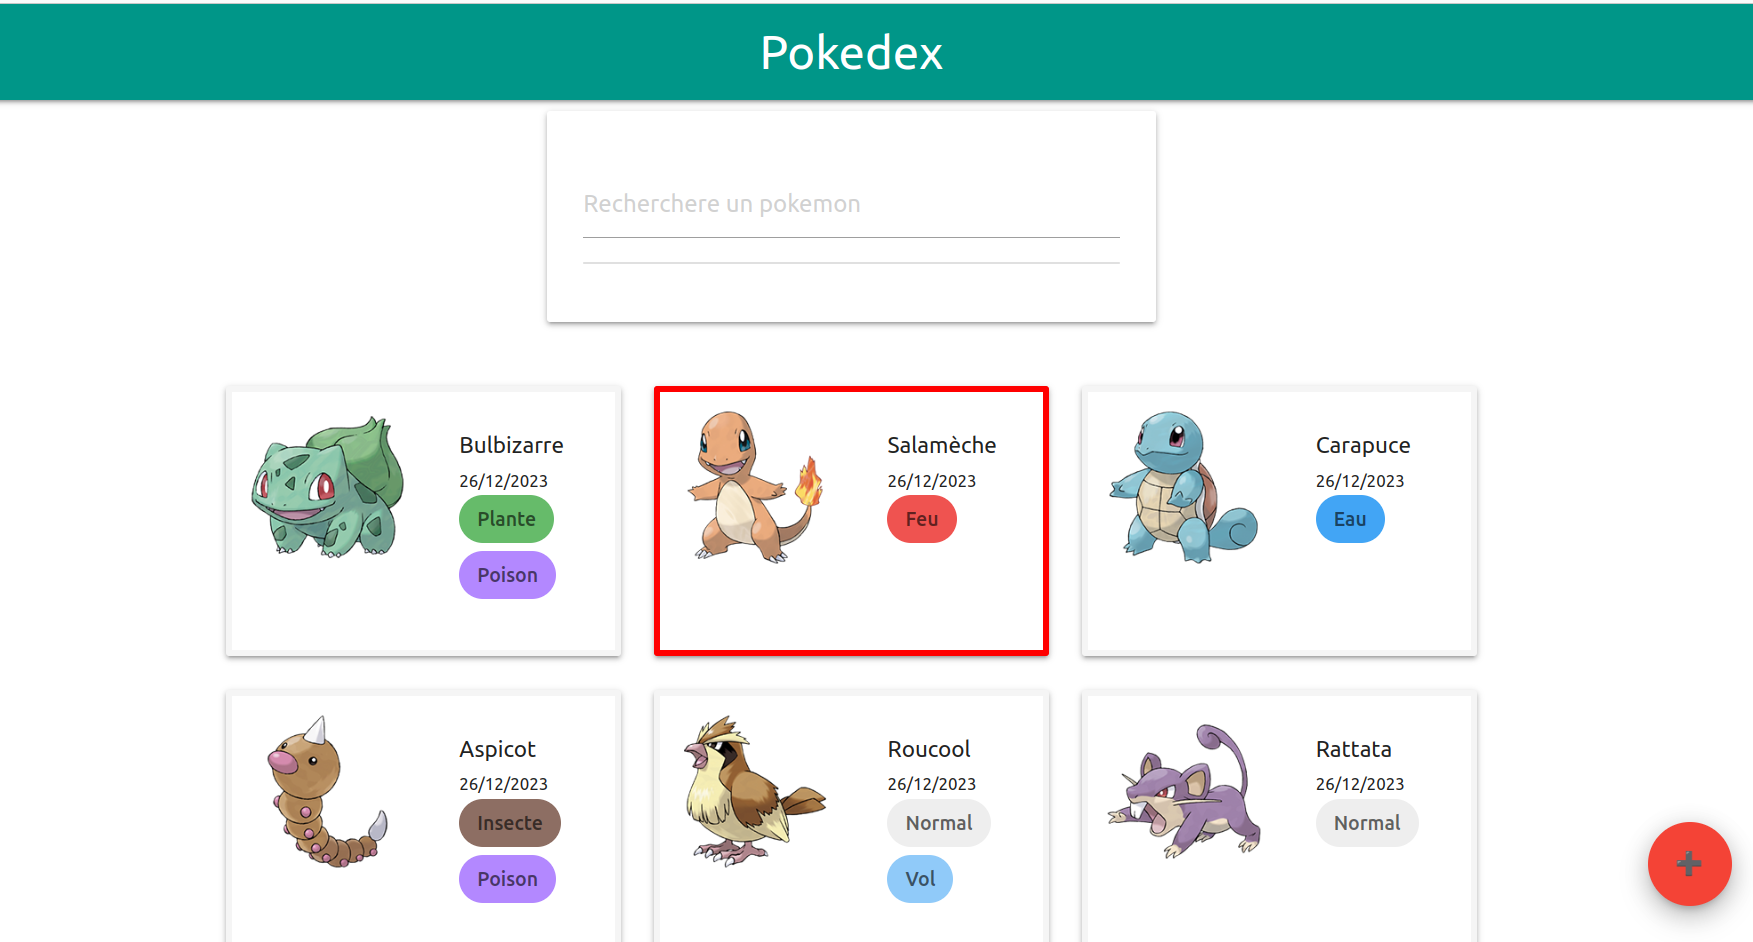 Pokedex
Recherchere un pokemon
Bulbizarre
26/12/2023
Plante
Poison
Salamèche
26/12/2023
Feu
Carapuce
26/12/2023
Eau
Aspicot
26/12/2023
Insecte
Poison
Roucool
26/12/2023
Normal
Vol
Rattata
26/12/2023
Normal
+